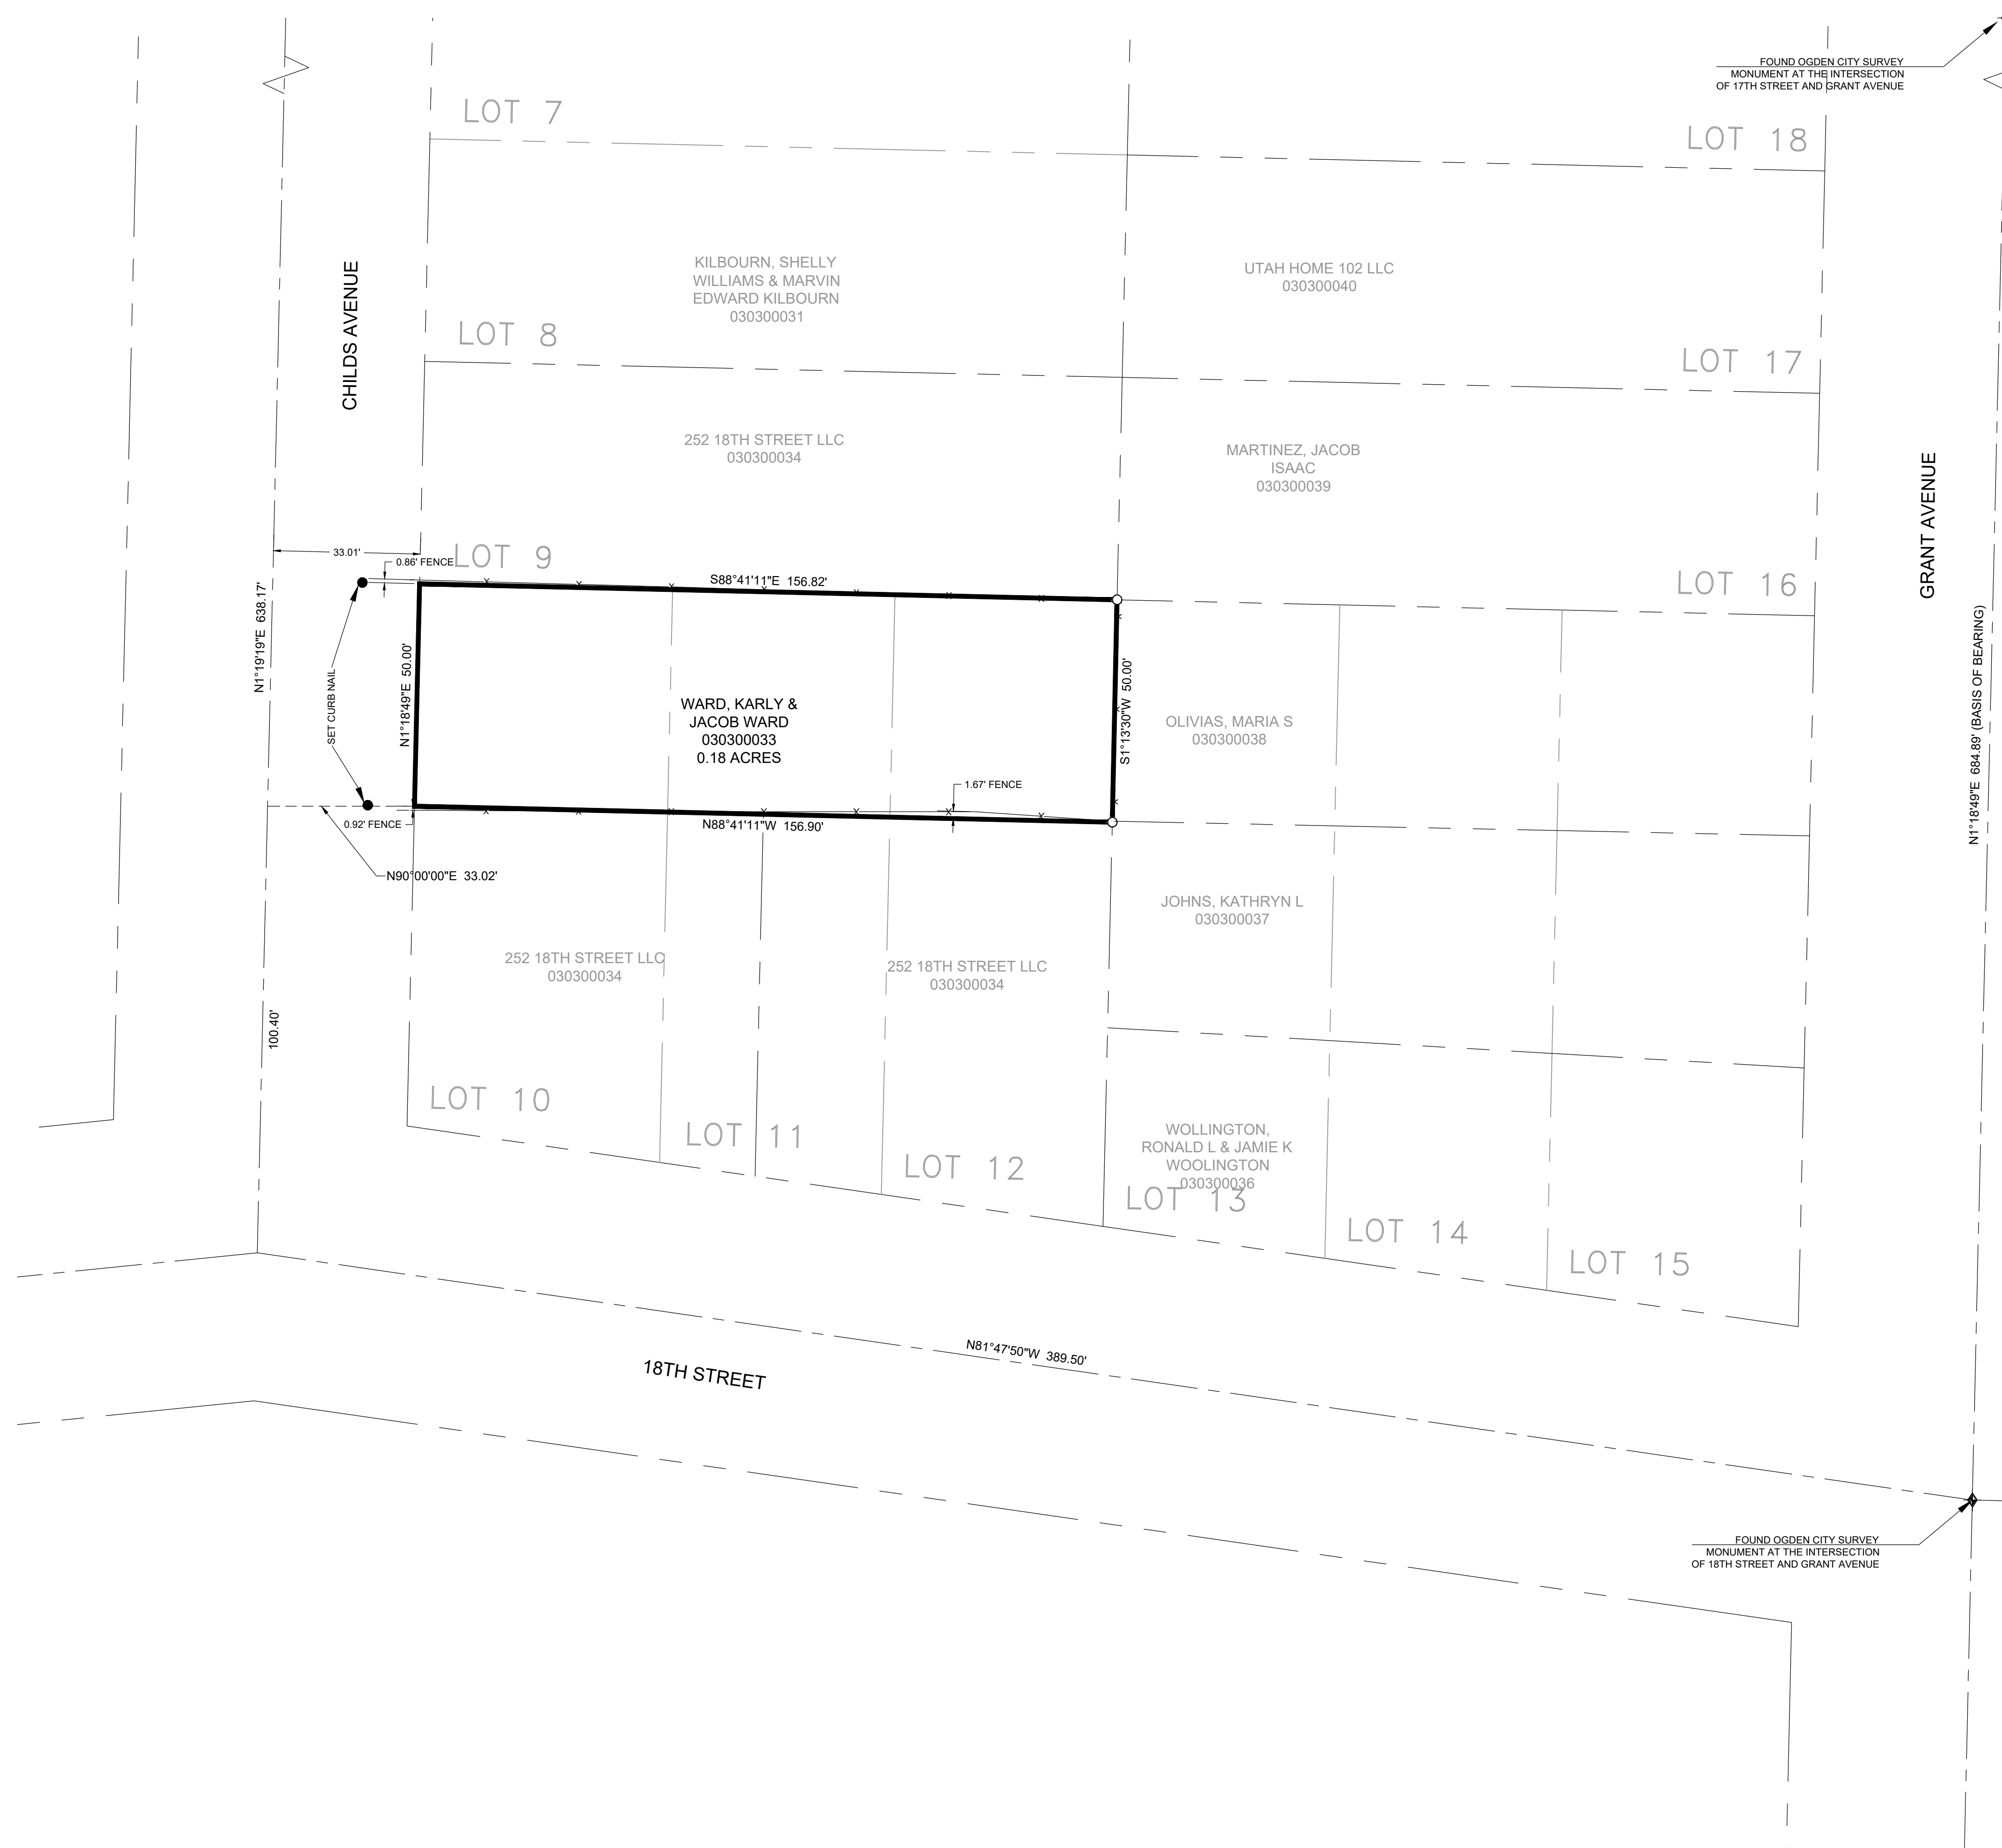 FOUND OGDEN CITY SURVEY
MONUMENT AT THE INTERSECTION
OF 17TH STREET AND GRANT AVENUE
LOT 7
LOT 18
KILBOURN, SHELLY
WILLIAMS & MARVIN
EDWARD KILBOURN
030300031
UTAH HOME 102 LLC
030300040
CHILDS AVENUE
LOT 8
LOT 17
252 18TH STREET LLC
030300034
MARTINEZ, JACOB
ISAAC
030300039
GRANT AVENUE
33.01'
0.86' FENCE
LOT 9
S88°41'11"E 156.82'
LOT 16
N1°19'19"E 638.17'
SET CURB NAIL
N1°18'49"E 50.00'
WARD, KARLY &
JACOB WARD
030300033
0.18 ACRES
S1°13'30"W 50.00'
OLIVIAS, MARIA S
030300038
N1°18'49"E 684.89' (BASIS OF BEARING)
1.67' FENCE
0.92' FENCE
N88°41'11"W 156.90'
N90°00'00"E 33.02'
JOHNS, KATHRYN L
030300037
252 18TH STREET LLC
030300034
252 18TH STREET LLC
030300034
100.40'
LOT 10
LOT 11
LOT 12
WOLLINGTON,
RONALD L & JAMIE K
WOOLINGTON
030300036
LOT 13
LOT 14
LOT 15
N81°47'50"W 389.50'
18TH STREET
FOUND OGDEN CITY SURVEY
MONUMENT AT THE INTERSECTION
OF 18TH STREET AND GRANT AVENUE